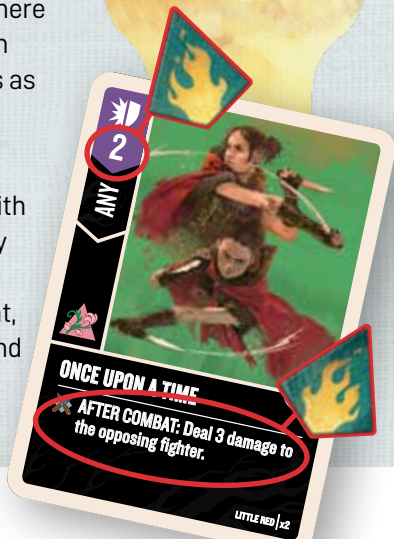 here
s as
ith
y
nd
2
ANY
ONCE UPON A TIME
AFTER COMBAT: Deal 3 damage to
the opposing fighter.
LITTLE RED | x2